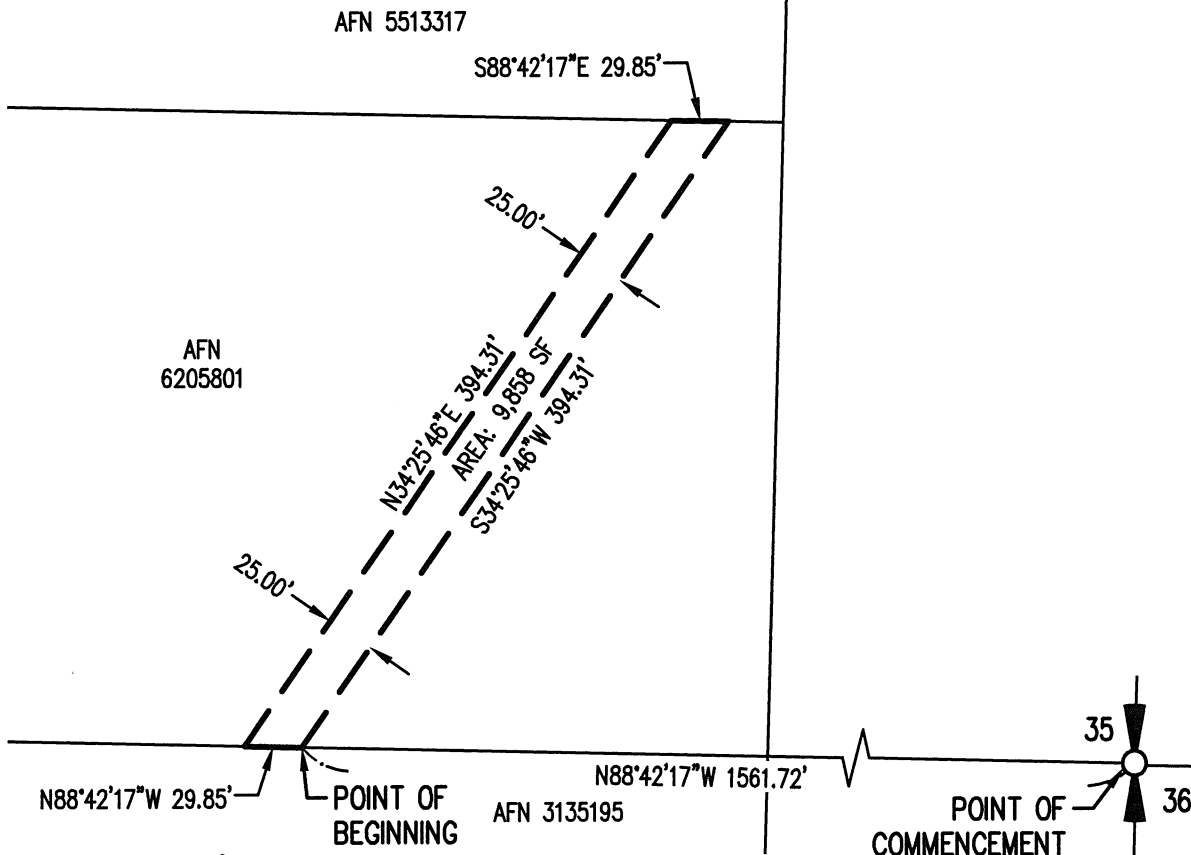 AFN 5513317
S88°42'17"E 29.85'
25.00'
AFN
6205801
N34°25'46"E 394.31'
AREA: 9,858 SF
S34°25'46"W 394.31'
25.00'
35
N88°42'17"W 1561.72'
N88°42'17"W 29.85'
POINT OF
BEGINNING
AFN 3135195
POINT OF
COMMENCEMENT
36